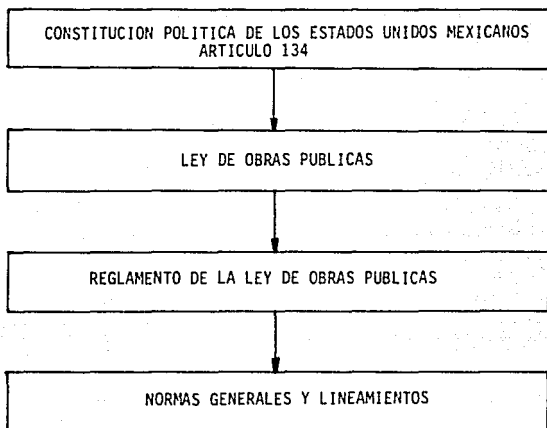 CONSTITUCION POLITICA DE LOS ESTADOS UNIDOS MEXICANOS
ARTICULO 134
LEY DE OBRAS PUBLICAS
REGLAMENTO DE LA LEY DE OBRAS PUBLICAS
NORMAS GENERALES Y LINEAMIENTOS